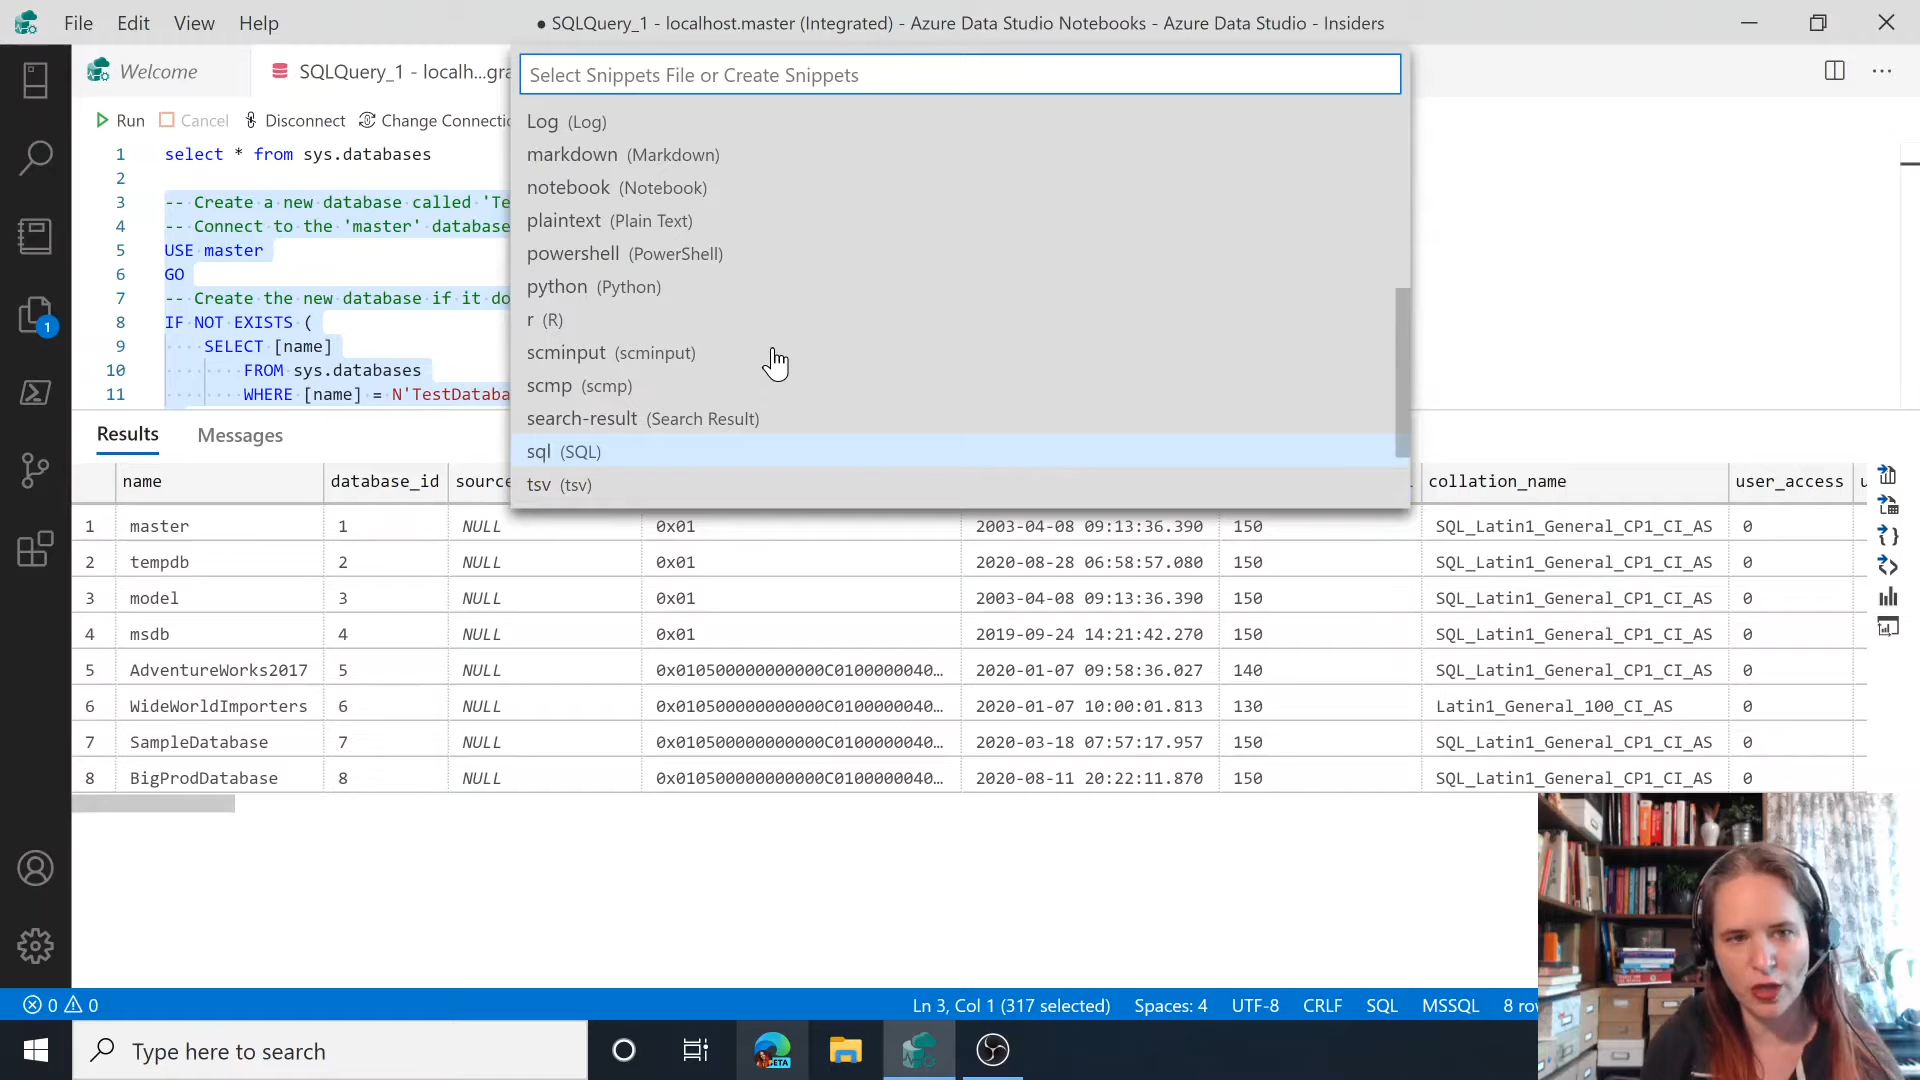 File Edit View Help
● SQLQuery_1 - localhost.master (Integrated) - Azure Data Studio Notebooks - Azure Data Studio - Insiders
Welcome
SQLQuery_1 - localh...gra
Select Snippets File or Create Snippets
Run Cancel Disconnect Change Connectio
Log (Log)
markdown (Markdown)
notebook (Notebook)
plaintext (Plain Text)
powershell (PowerShell)
python (Python)
r (R)
scminput (scminput)
scmp (scmp)
search-result (Search Result)
sql (SQL)
tsv (tsv)
1 select * from sys.databases
2
3 -- Create a new database called 'Te
4 -- Connect to the 'master' database
5 USE master
6 GO
7 -- Create the new database if it do
8 IF NOT EXISTS (
9 SELECT [name]
10 FROM sys.databases
11 WHERE [name] = N'TestDataba
1
Results Messages
name database_id source collation_name user_access u
1 master 1 NULL 0x01 2003-04-08 09:13:36.390 150 SQL_Latin1_General_CP1_CI_AS 0
2 tempdb 2 NULL 0x01 2020-08-28 06:58:57.080 150 SQL_Latin1_General_CP1_CI_AS 0
3 model 3 NULL 0x01 2003-04-08 09:13:36.390 150 SQL_Latin1_General_CP1_CI_AS 0
4 msdb 4 NULL 0x01 2019-09-24 14:21:42.270 150 SQL_Latin1_General_CP1_CI_AS 0
5 AdventureWorks2017 5 NULL 0x010500000000000C0100000040... 2020-01-07 09:58:36.027 140 SQL_Latin1_General_CP1_CI_AS 0
6 WideWorldImporters 6 NULL 0x010500000000000C0100000040... 2020-01-07 10:00:01.813 130 Latin1_General_100_CI_AS 0
7 SampleDatabase 7 NULL 0x010500000000000C0100000040... 2020-03-18 07:57:17.957 150 SQL_Latin1_General_CP1_CI_AS 0
8 BigProdDatabase 8 NULL 0x010500000000000C0100000040... 2020-08-11 20:22:11.870 150 SQL_Latin1_General_CP1_CI_AS 0
0 0 Ln 3, Col 1 (317 selected) Spaces: 4 UTF-8 CRLF SQL MSSQL 8 ro
Type here to search
BETA